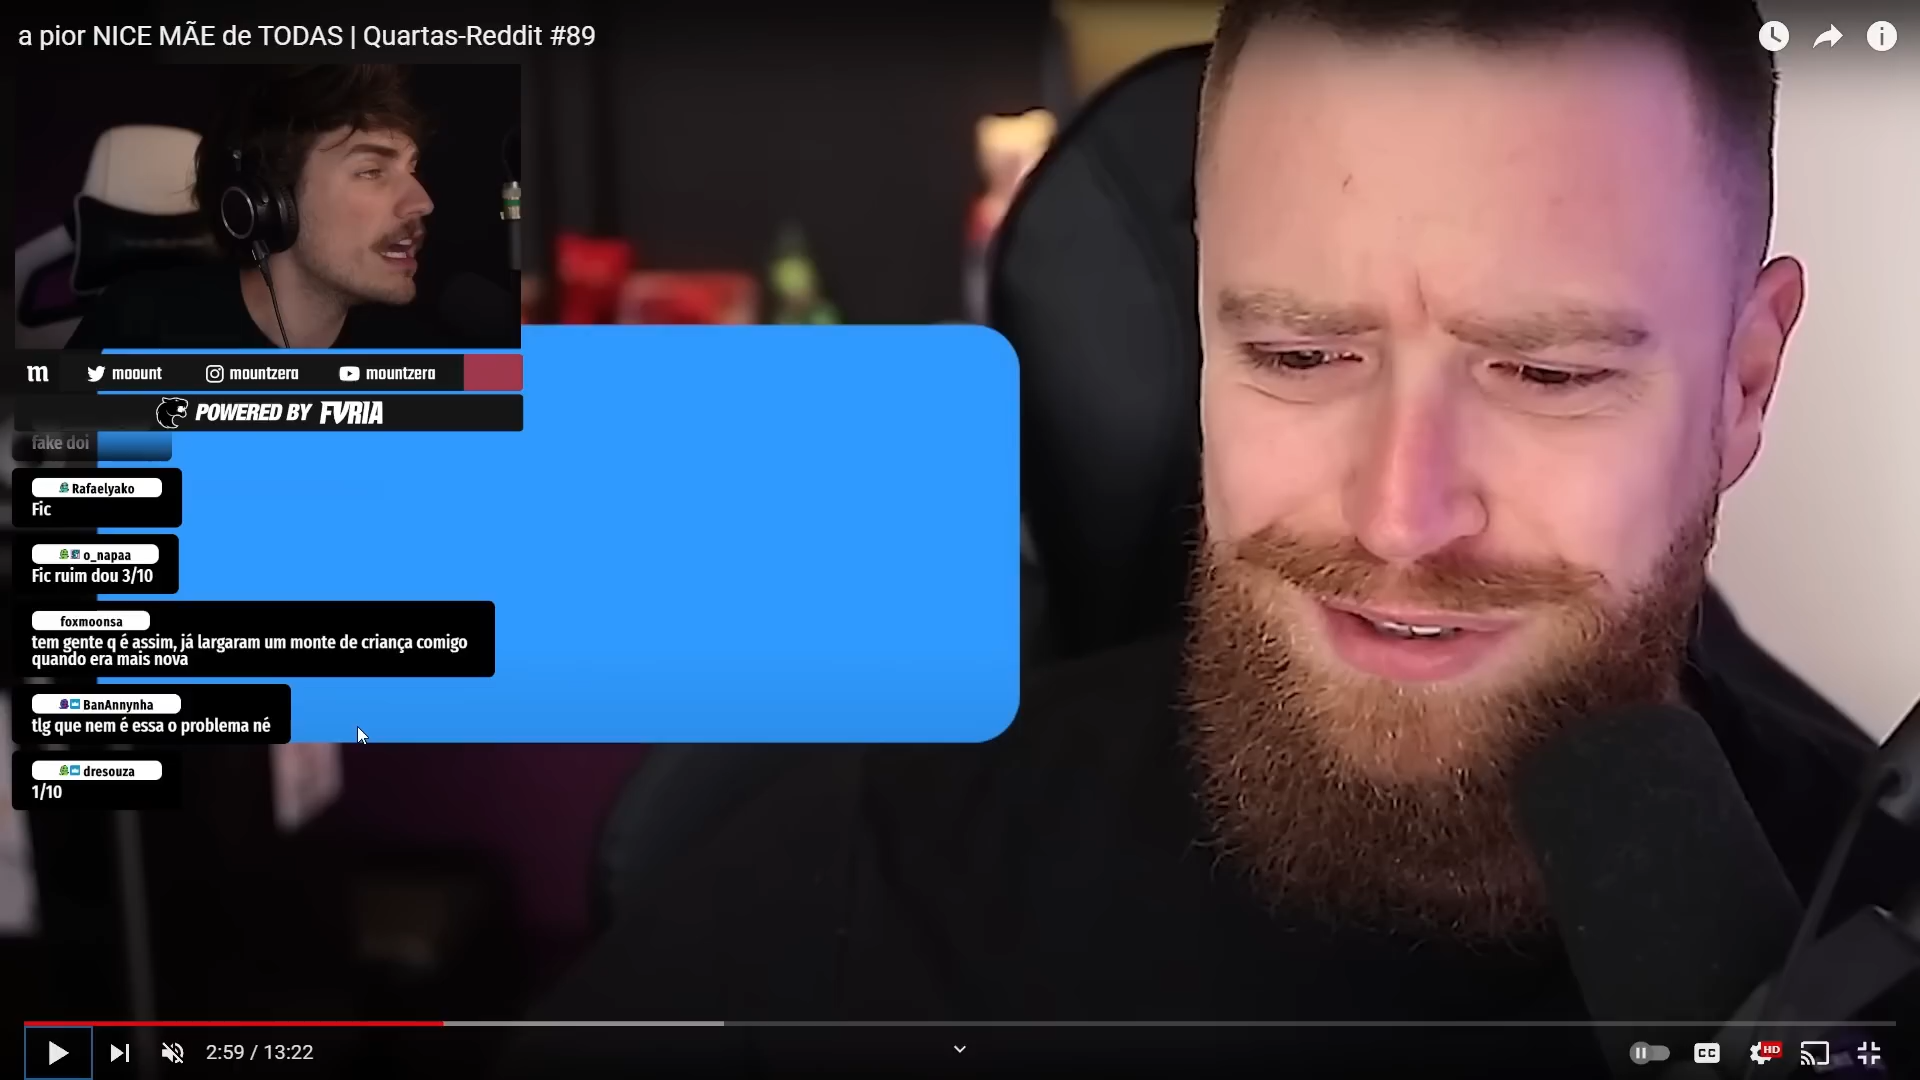 a pior NICE MÃE de TODAS | Quartas-Reddit #89
m moount mountzera mountzera
POWERED BY FVRIA
fake doi
Rafaelyako
Fic
o_napaa
Fic ruim dou 3/10
foxmoonsa
tem gente q é assim, já largaram um monte de criança comigo
quando era mais nova
BanAnnynha
tlg que nem é essa o problema né
dresouza
1/10
2:59 / 13:22
CC
HD